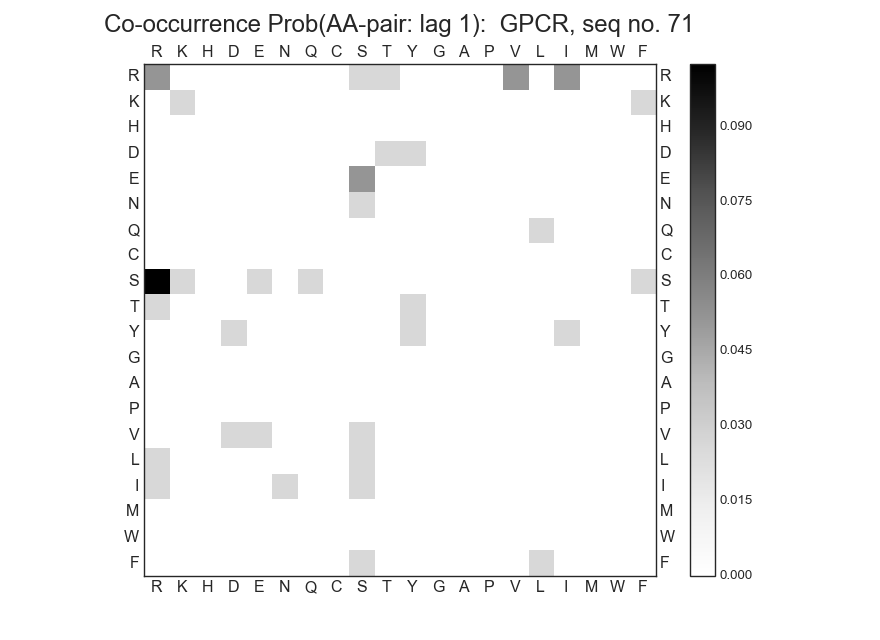 Co-occurrence Prob(AA-pair: lag 1):  GPCR, seq no. 71
R K H D E N Q C S T Y G A P V L I M W F
R R
K K
H H
D D
E E
N N
Q Q
C C
S S
T T
Y Y
G G
A A
P P
V V
L L
I I
M M
W W
F F
R K H D E N Q C S T Y G A P V L I M W F
0.090
0.075
0.060
0.045
0.030
0.015
0.000